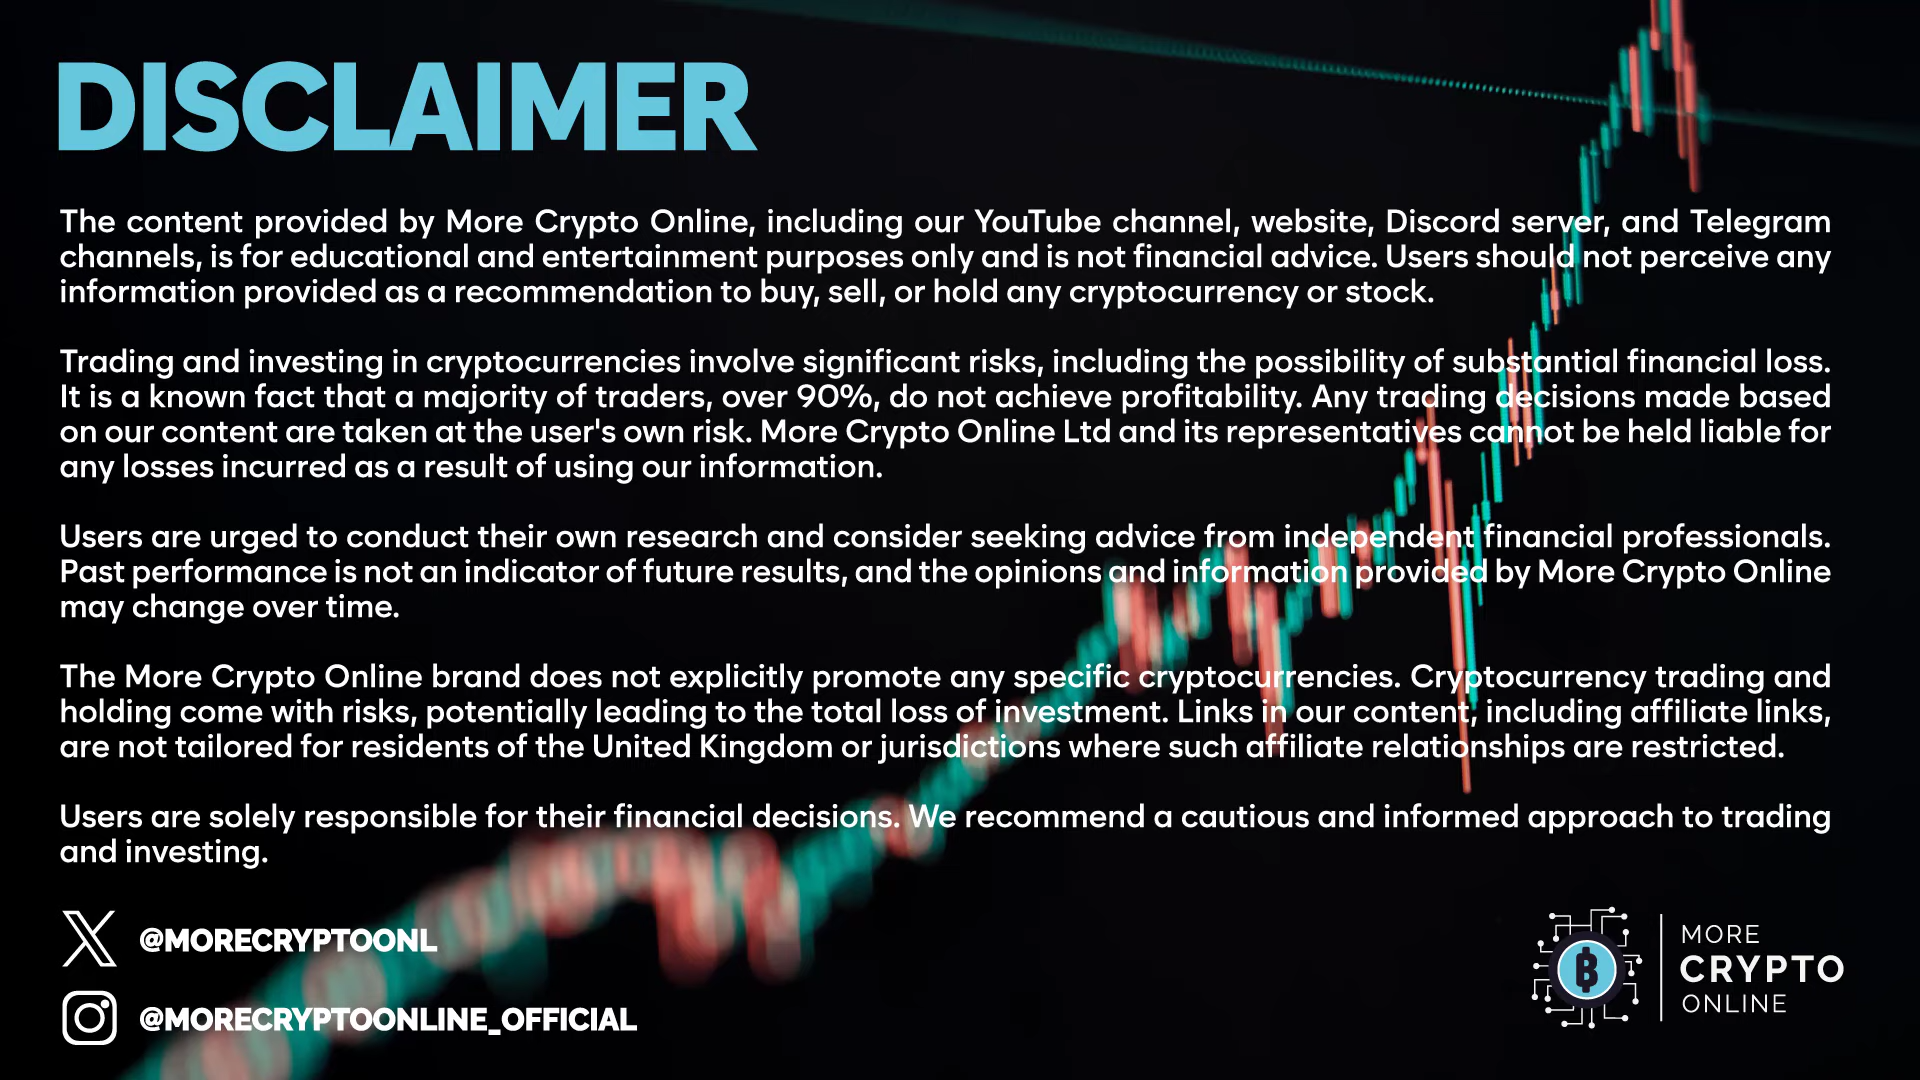 DISCLAIMER
The content provided by More Crypto Online, including our YouTube channel, website, Discord server, and Telegram
channels, is for educational and entertainment purposes only and is not financial advice. Users should not perceive any
information provided as a recommendation to buy, sell, or hold any cryptocurrency or stock.
Trading and investing in cryptocurrencies involve significant risks, including the possibility of substantial financial loss.
It is a known fact that a majority of traders, over 90%, do not achieve profitability. Any trading decisions made based
on our content are taken at the user's own risk. More Crypto Online Ltd and its representatives cannot be held liable for
any losses incurred as a result of using our information.
Users are urged to conduct their own research and consider seeking advice from independent financial professionals.
Past performance is not an indicator of future results, and the opinions and information provided by More Crypto Online
may change over time.
The More Crypto Online brand does not explicitly promote any specific cryptocurrencies. Cryptocurrency trading and
holding come with risks, potentially leading to the total loss of investment. Links in our content, including affiliate links,
are not tailored for residents of the United Kingdom or jurisdictions where such affiliate relationships are restricted.
Users are solely responsible for their financial decisions. We recommend a cautious and informed approach to trading
and investing.
@MORECRYPTOONL
@MORECRYPTOONLINE_OFFICIAL
MORE
CRYPTO
ONLINE